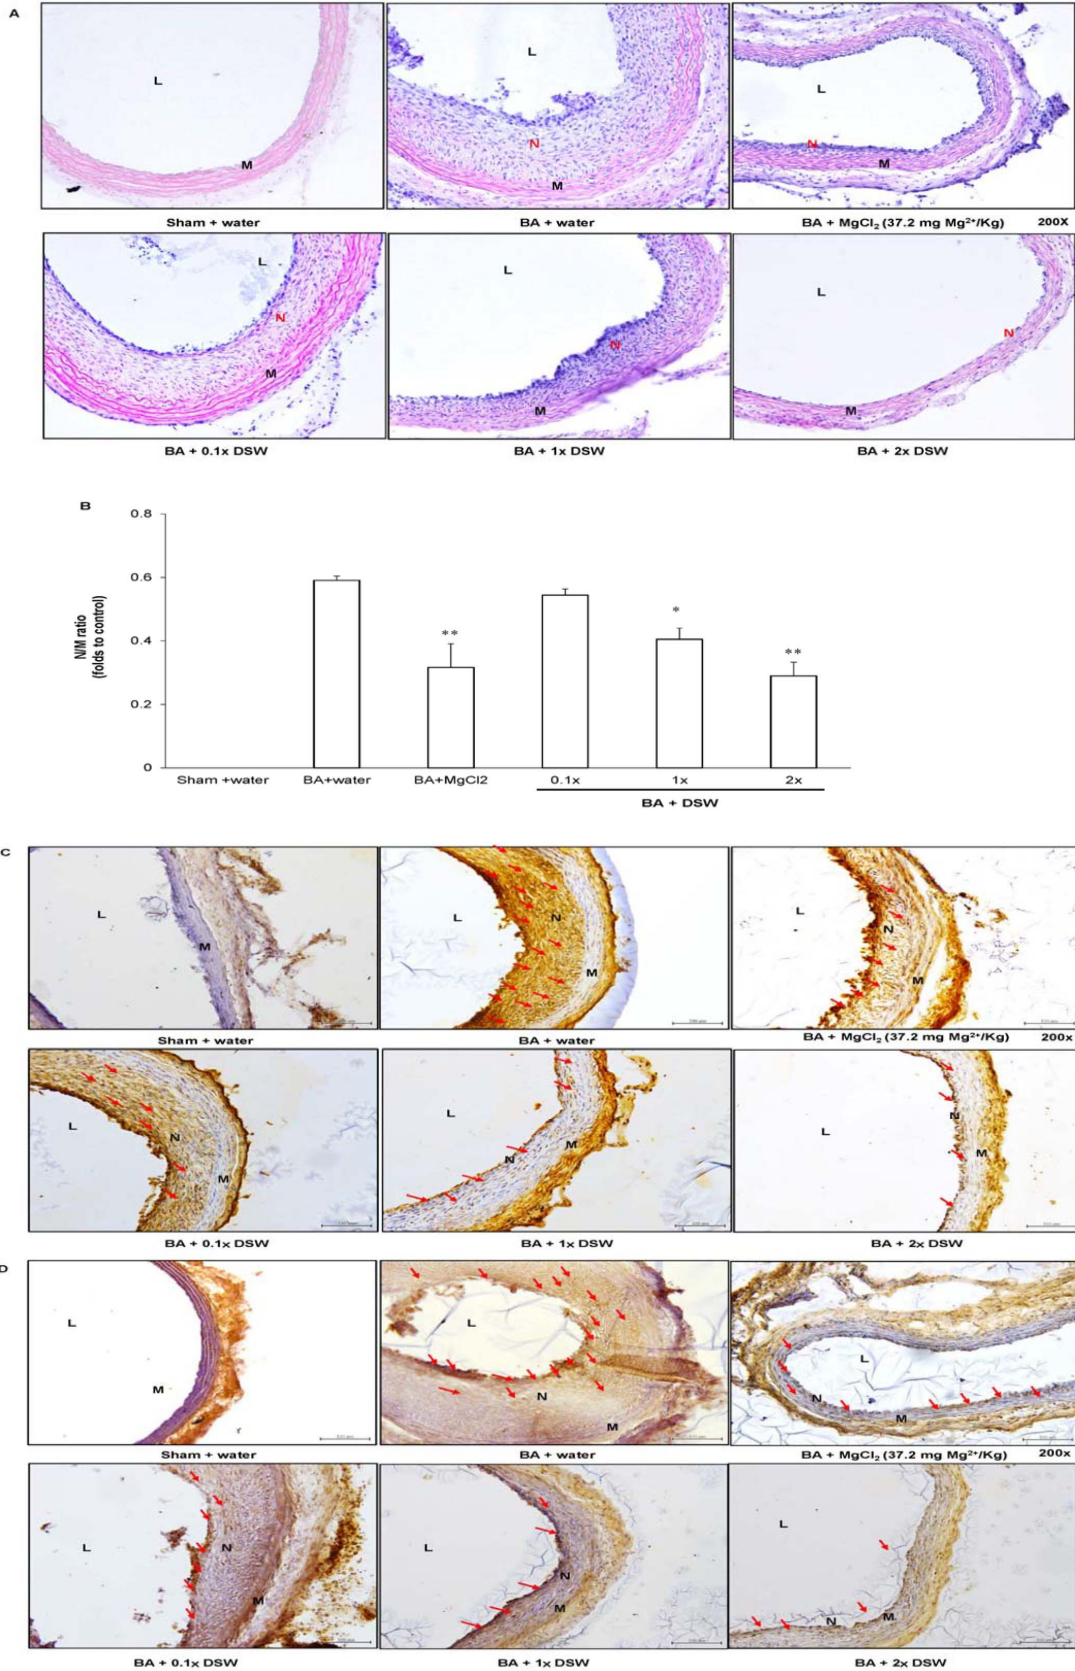 A
L
M
L
N
M
L
N
M
Sham + water
BA + water
BA + MgCl₂ (37.2 mg Mg²⁺/Kg)
200X
L
N
M
L
N
M
L
N
M
BA + 0.1x DSW
BA + 1x DSW
BA + 2x DSW
B
N/M ratio
(folds to control)
0.8
0.6
0.4
0.2
0
**
*
**
Sham +water
BA+water
BA+MgCl2
0.1x
1x
2x
BA + DSW
C
L
M
L
N
M
L
N
M
Sham + water
BA + water
BA + MgCl₂ (37.2 mg Mg²⁺/Kg)
200x
L
N
M
L
N
M
L
N
M
BA + 0.1x DSW
BA + 1x DSW
BA + 2x DSW
D
L
M
L
N
M
L
N
M
Sham + water
BA + water
BA + MgCl₂ (37.2 mg Mg²⁺/Kg)
200x
L
N
M
L
N
M
L
N
M
BA + 0.1x DSW
BA + 1x DSW
BA + 2x DSW